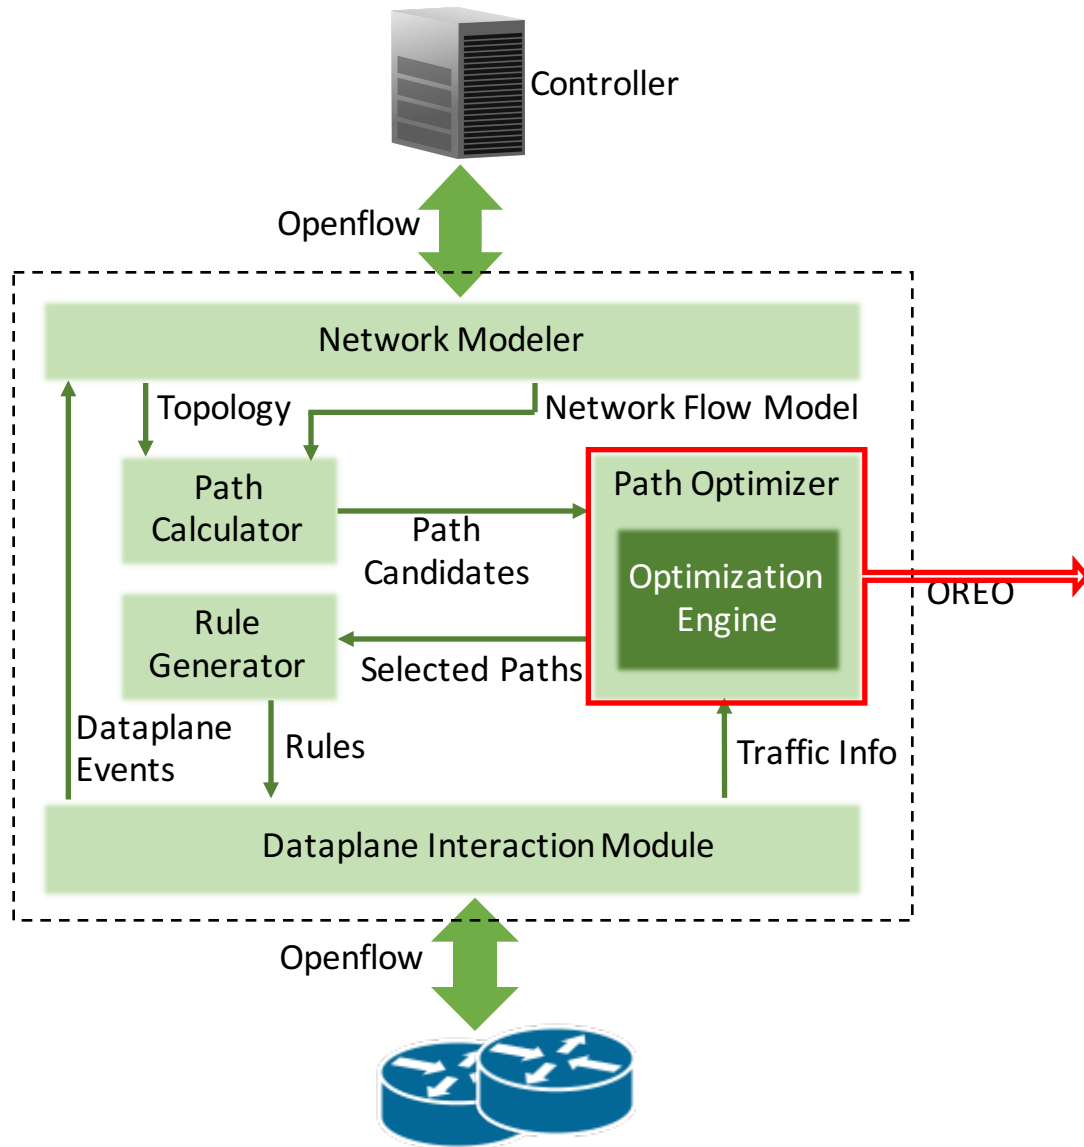 Controller
Openflow
Network Modeler
Topology
Network Flow Model
Path
Calculator
Path Optimizer
Path
Candidates
Optimization
Engine
OREO
Rule
Generator
Selected Paths
Dataplane
Events
Rules
Traffic Info
Dataplane Interaction Module
Openflow